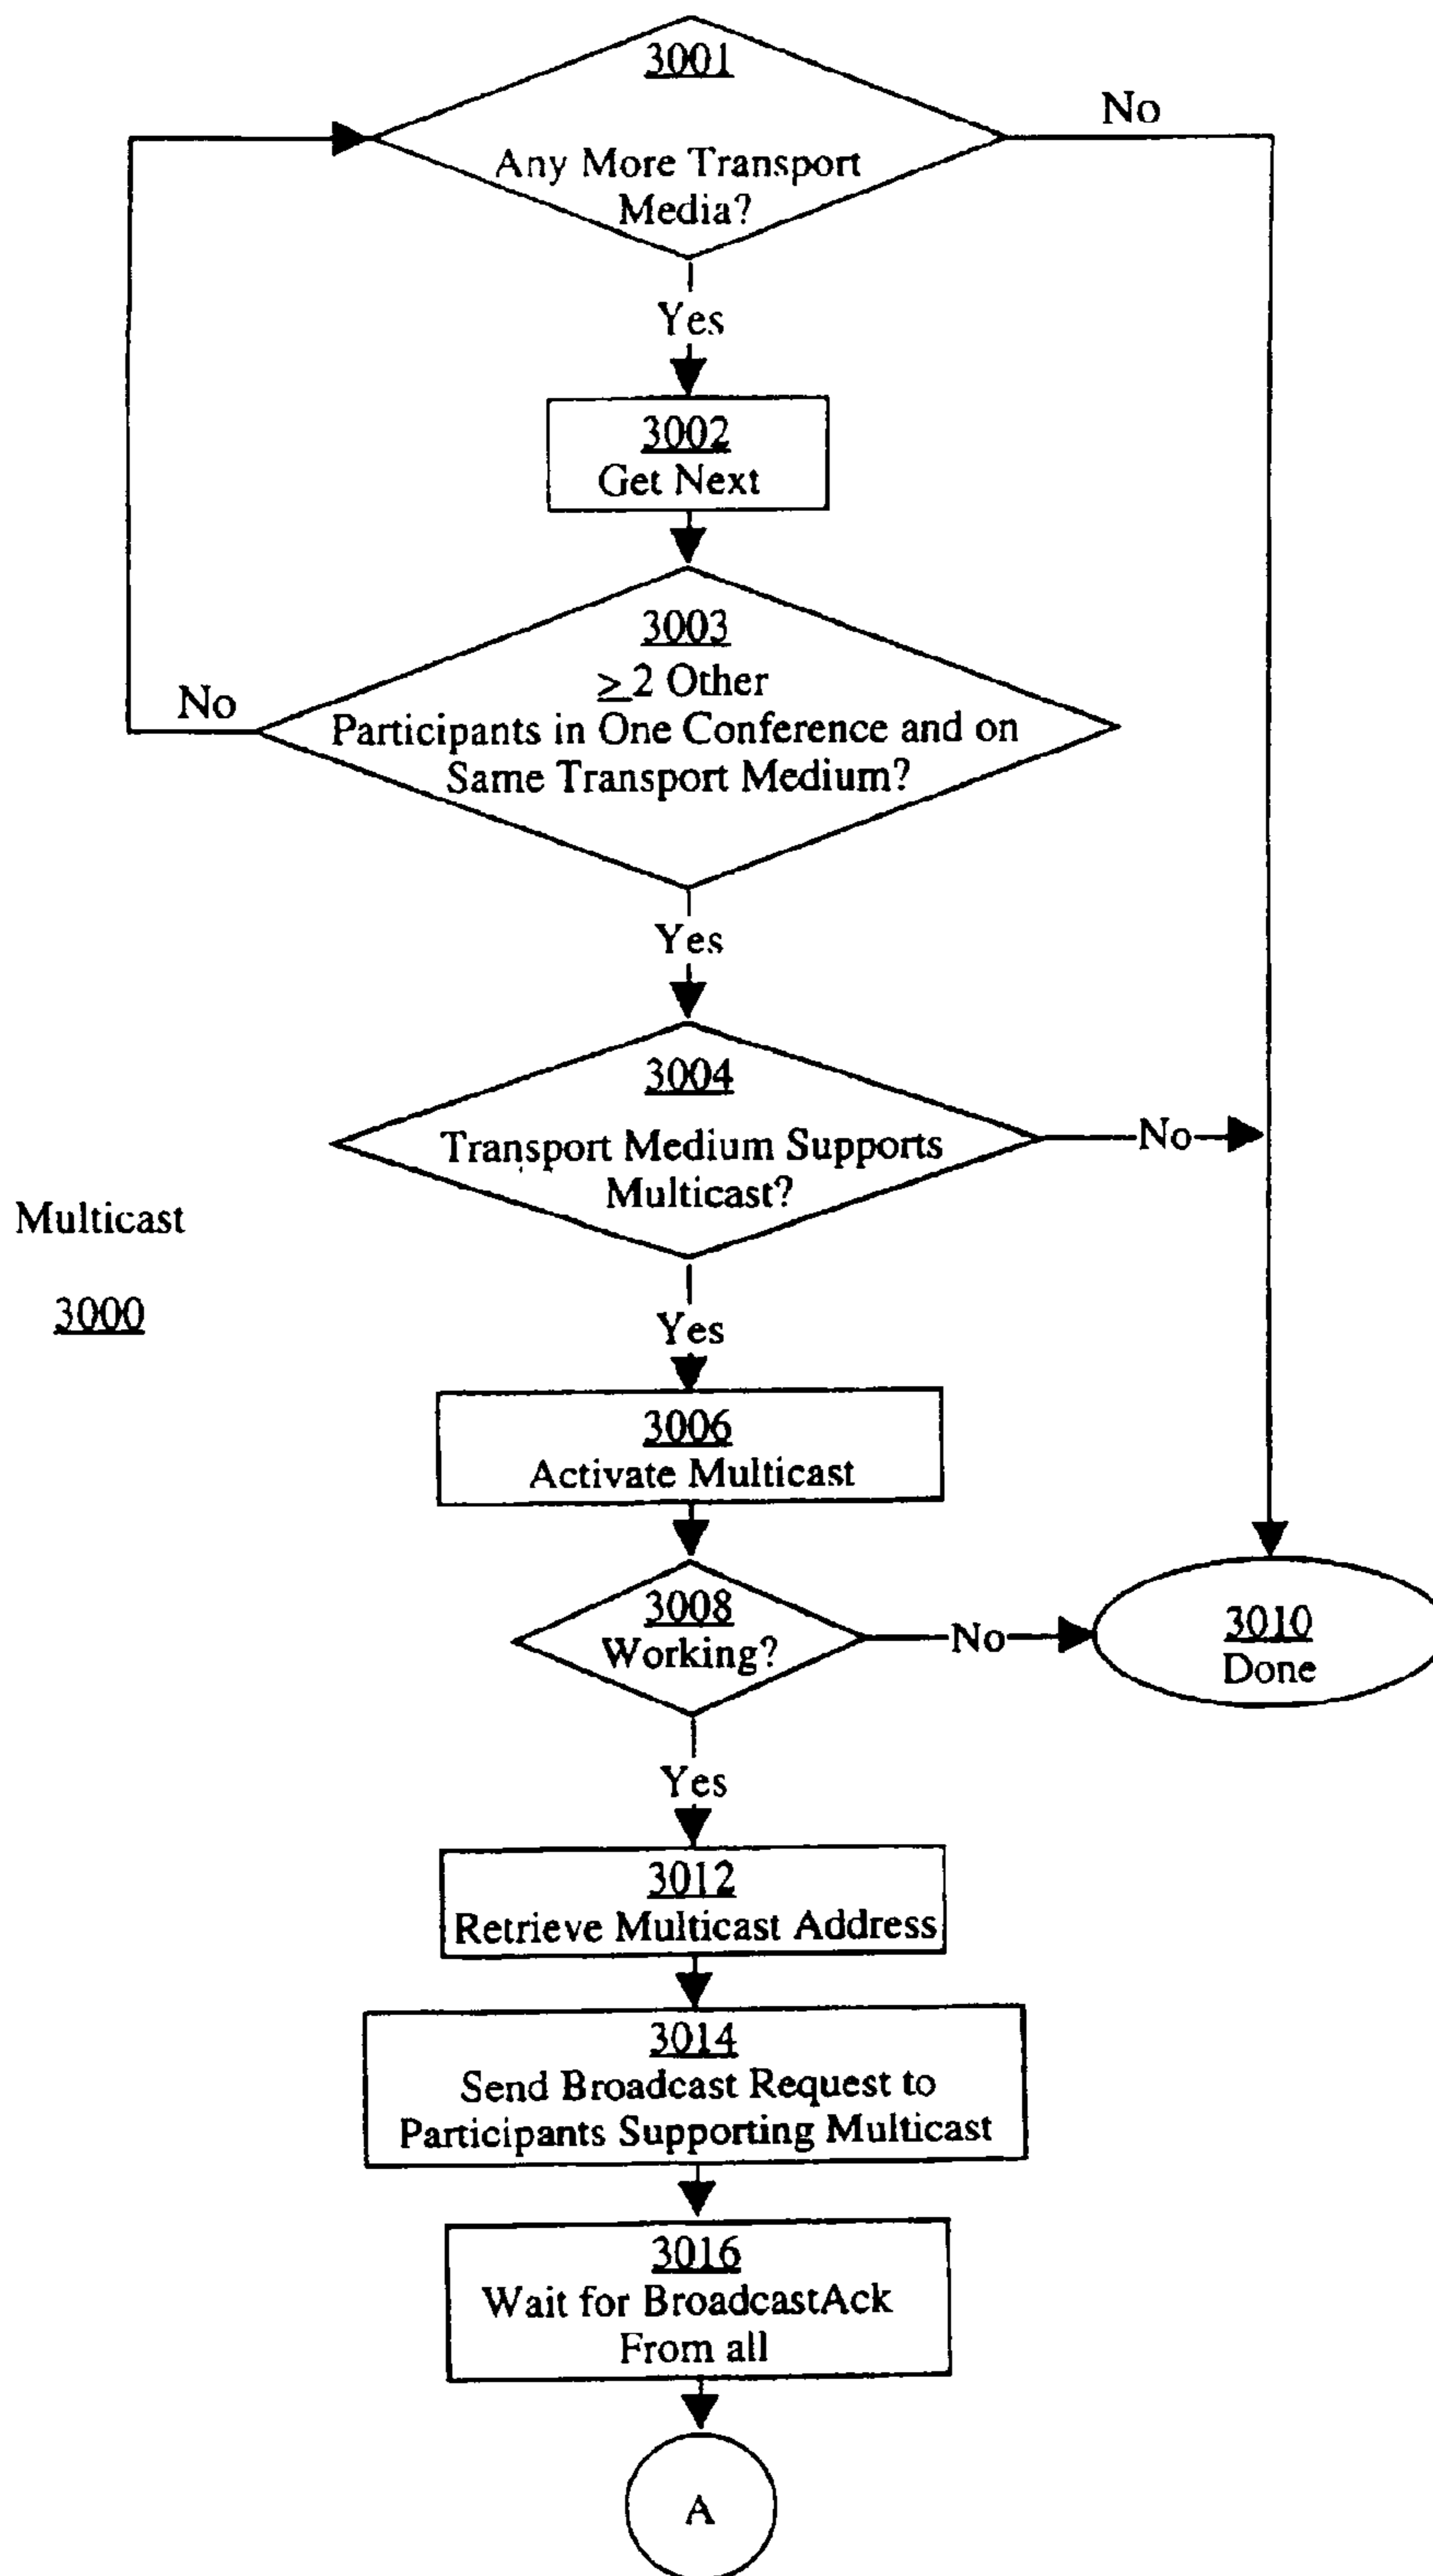 3001
No
Any More Transport
Media?
Yes
3002
Get Next
3003
≥ 2 Other
No
Participants in One Conference and on
Same Transport Medium?
Yes
3004
Transport Medium Supports
No
Multicast?
Multicast
3000
Yes
3006
Activate Multicast
3008
Working?
No
3010
Done
Yes
3012
Retrieve Multicast Address
3014
Send Broadcast Request to
Participants Supporting Multicast
3016
Wait for BroadcastAck
From all
A